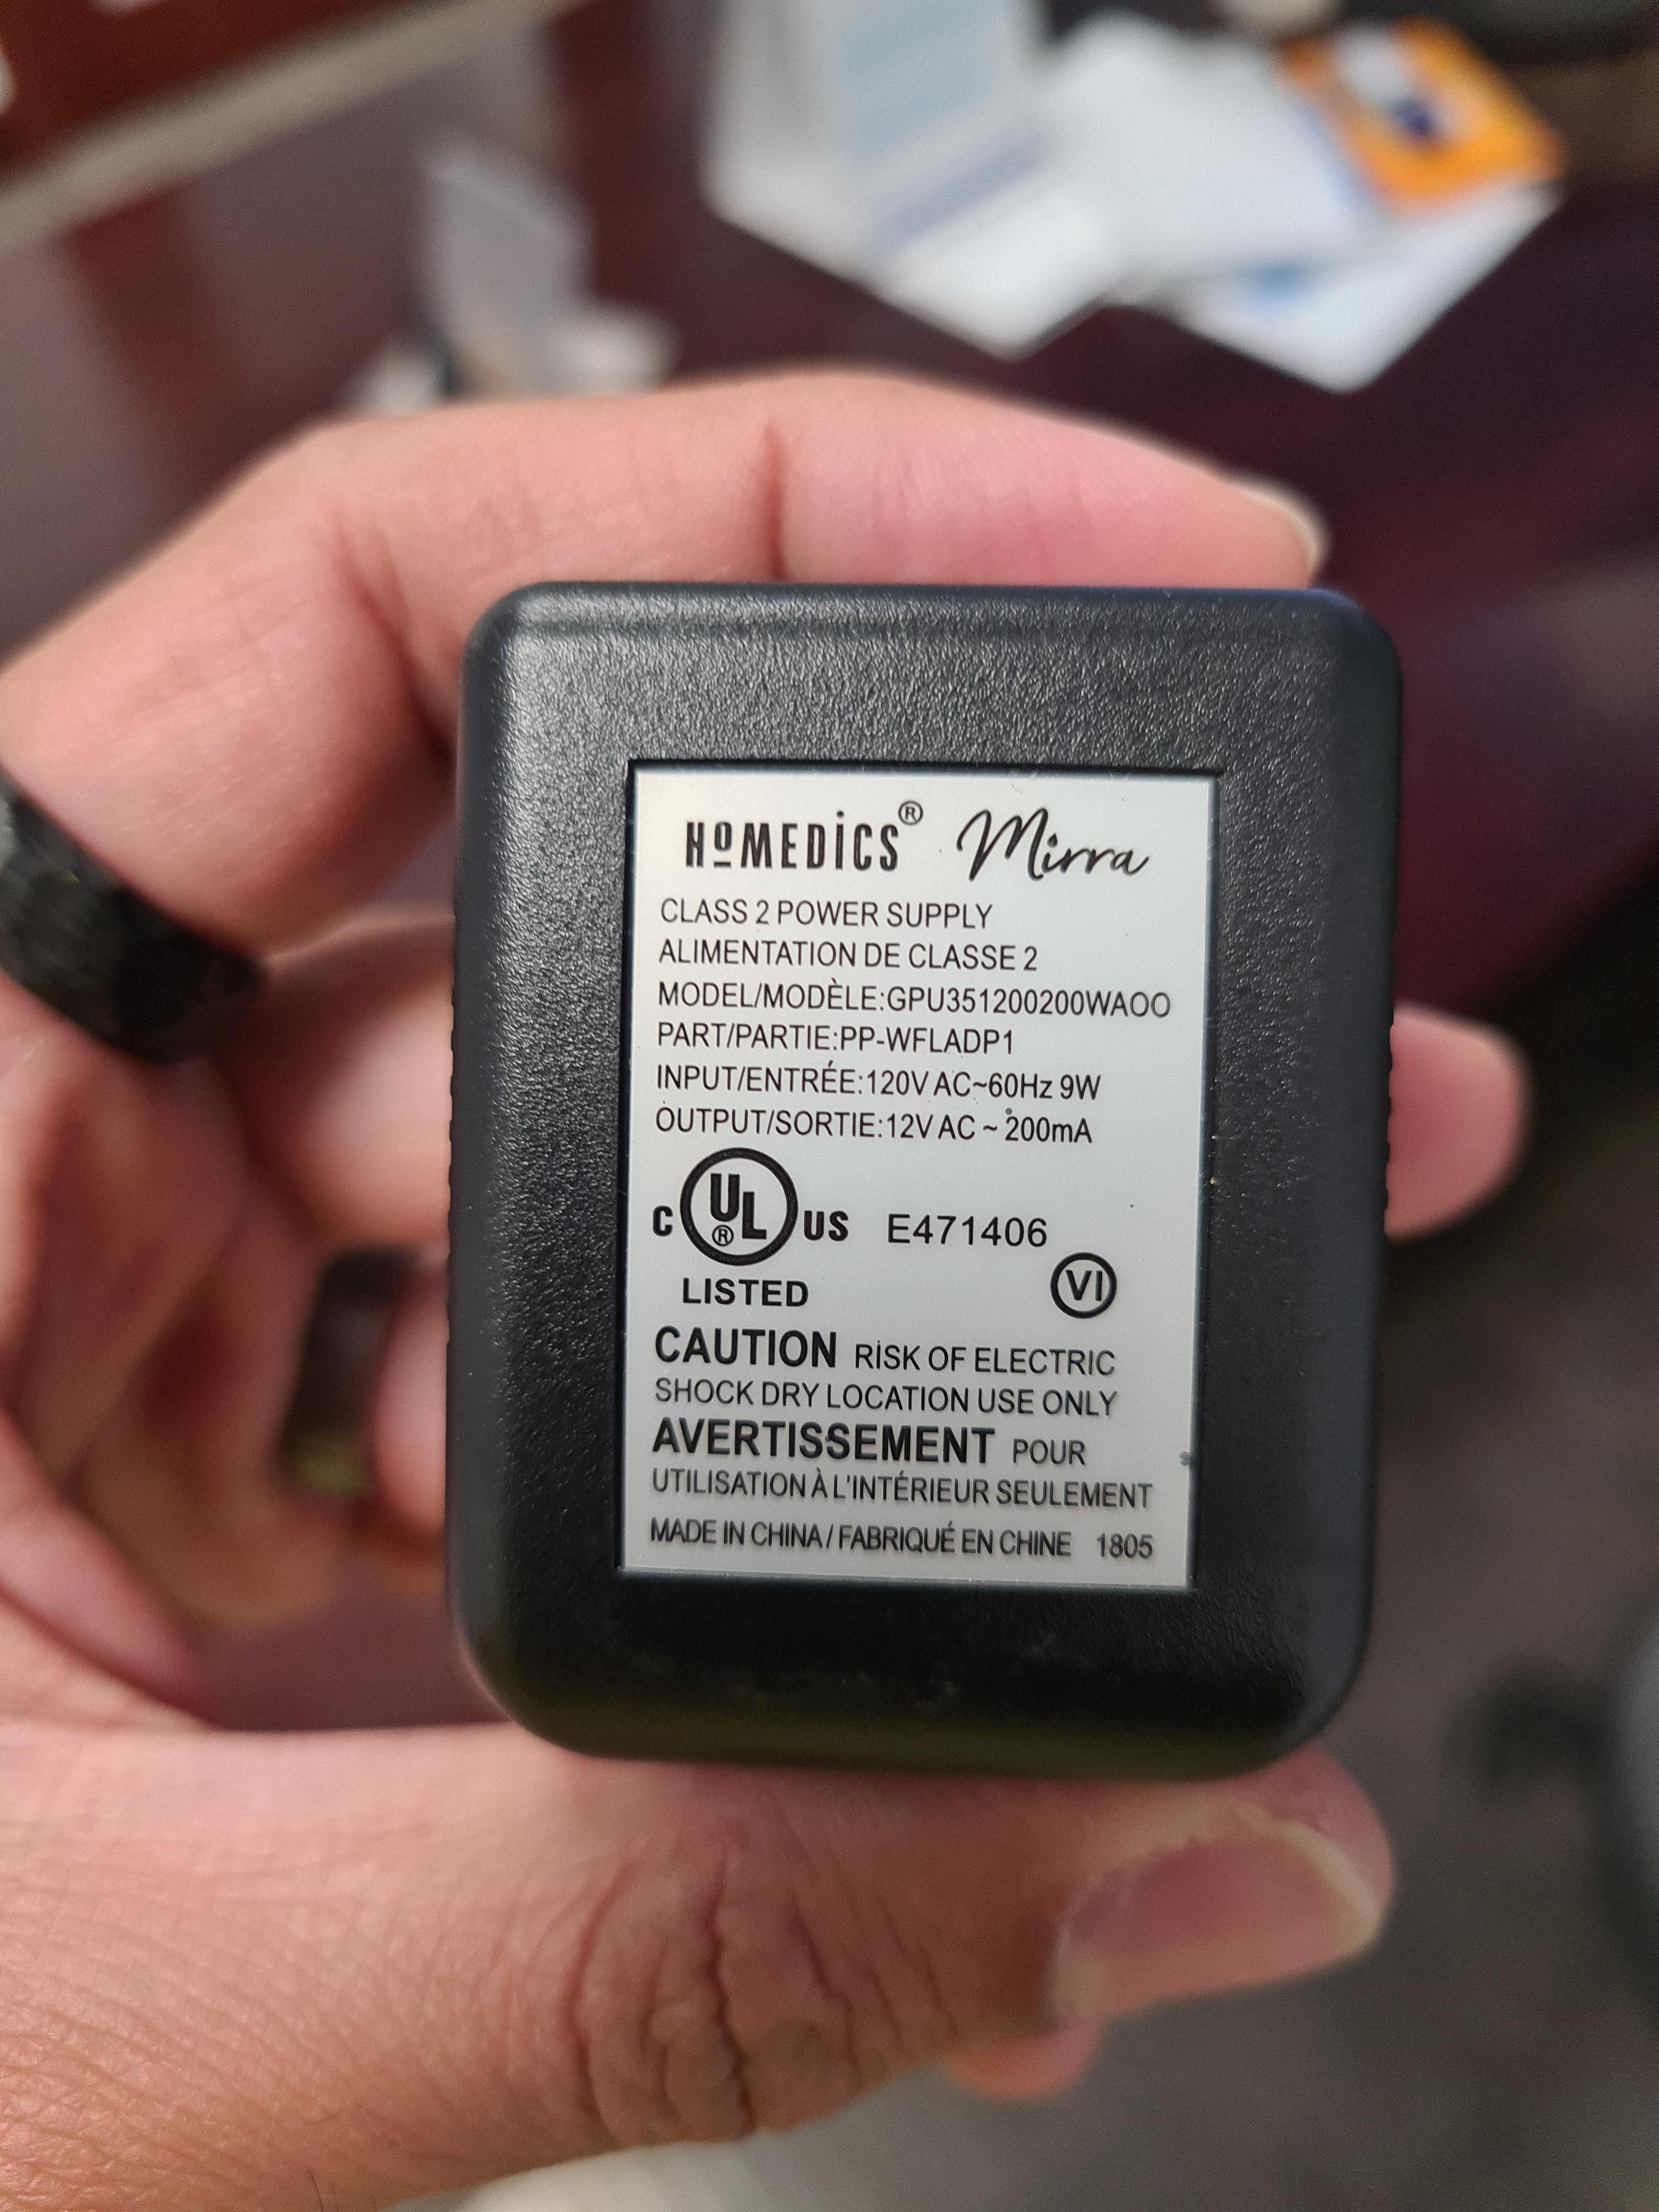 HoMEDiCS® Mirra
CLASS 2 POWER SUPPLY
ALIMENTATION DE CLASSE 2
MODEL/MODÈLE:GPU351200200WAOO
PART/PARTIE:PP-WFLADP1
INPUT/ENTRÉE:120V AC~60Hz 9W
OUTPUT/SORTIE:12V AC ~ 200mA
C UL® US E471406
LISTED VI
CAUTION RISK OF ELECTRIC
SHOCK DRY LOCATION USE ONLY
AVERTISSEMENT POUR
UTILISATION À L'INTÉRIEUR SEULEMENT
MADE IN CHINA / FABRIQUÉ EN CHINE 1805